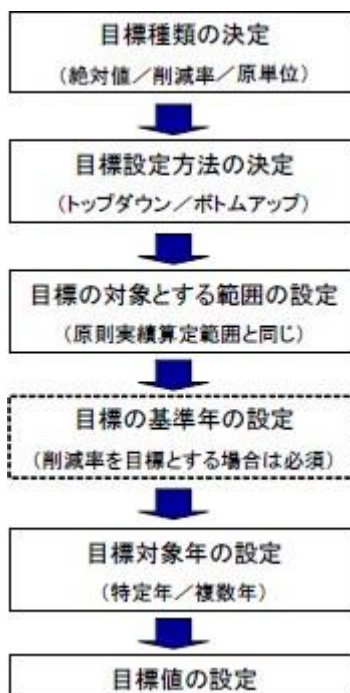 目標種類の決定
(絶対値／削減率／原単位)
目標設定方法の決定
(トップダウン／ボトムアップ)
目標の対象とする範囲の設定
(原則実績算定範囲と同じ)
目標の基準年の設定
(削減率を目標とする場合は必須)
目標対象年の設定
(特定年／複数年)
目標値の設定